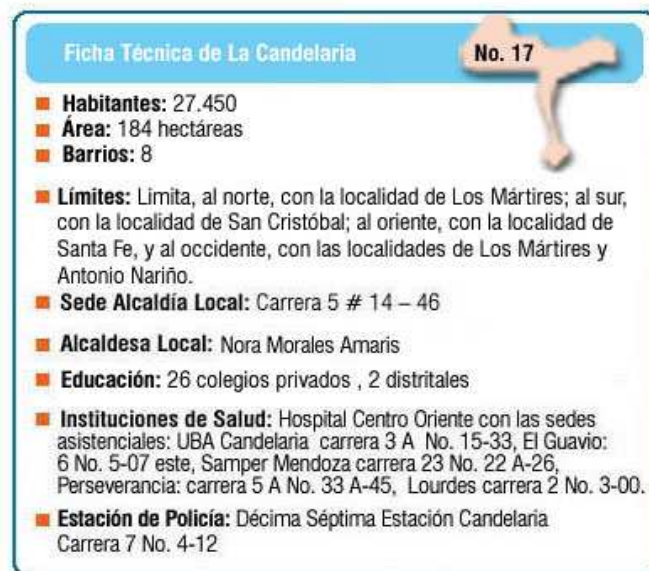 Ficha Técnica de La Candelaria
No. 17
Habitantes: 27.450
Área: 184 hectáreas
Barrios: 8
Límites: Limita, al norte, con la localidad de Los Mártires; al sur,
con la localidad de San Cristóbal; al oriente, con la localidad de
Santa Fe, y al occidente, con las localidades de Los Mártires y
Antonio Nariño.
Sede Alcaldía Local: Carrera 5 # 14 – 46
Alcaldesa Local: Nora Morales Amaris
Educación: 26 colegios privados , 2 distritales
Instituciones de Salud: Hospital Centro Oriente con las sedes
asistenciales: UBA Candelaria carrera 3 A No. 15-33, El Guavio:
6 No. 5-07 este, Samper Mendoza carrera 23 No. 22 A-26,
Perseverancia: carrera 5 A No. 33 A-45, Lourdes carrera 2 No. 3-00.
Estación de Policía: Décima Séptima Estación Candelaria
Carrera 7 No. 4-12